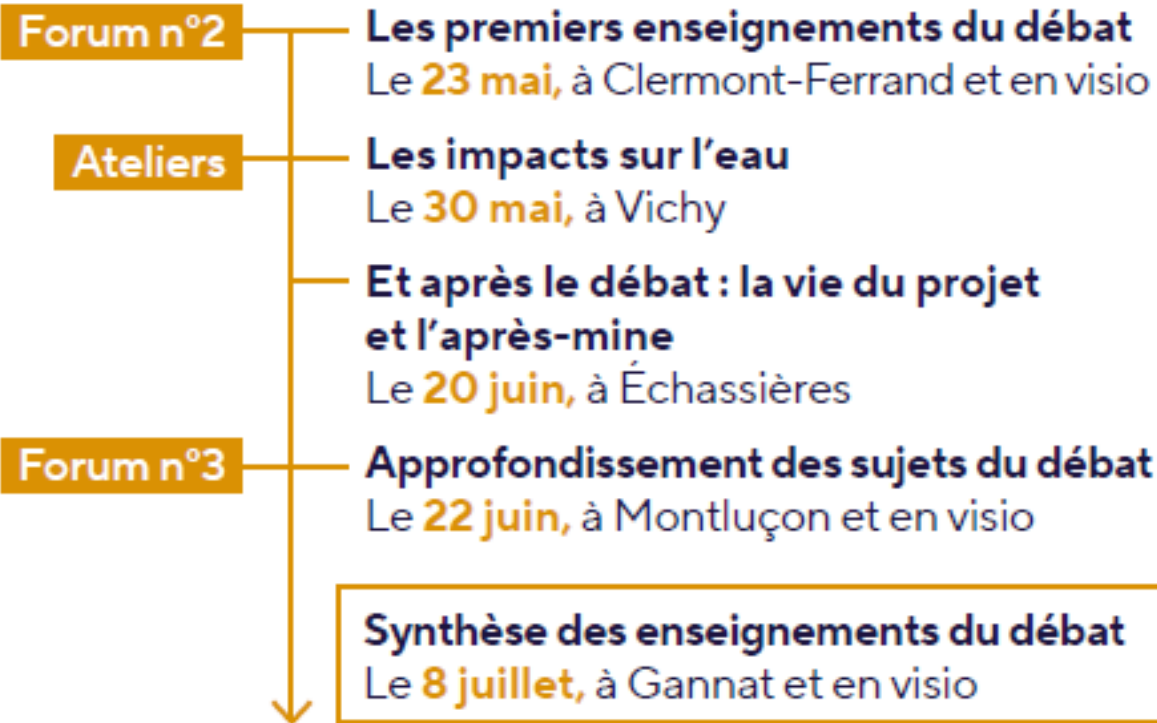 Forum n°2
Les premiers enseignements du débat
Le 23 mai, à Clermont-Ferrand et en visio
Ateliers
Les impacts sur l'eau
Le 30 mai, à Vichy
Et après le débat : la vie du projet
et l'après-mine
Le 20 juin, à Échassières
Forum n°3
Approfondissement des sujets du débat
Le 22 juin, à Montluçon et en visio
Synthèse des enseignements du débat
Le 8 juillet, à Gannat et en visio